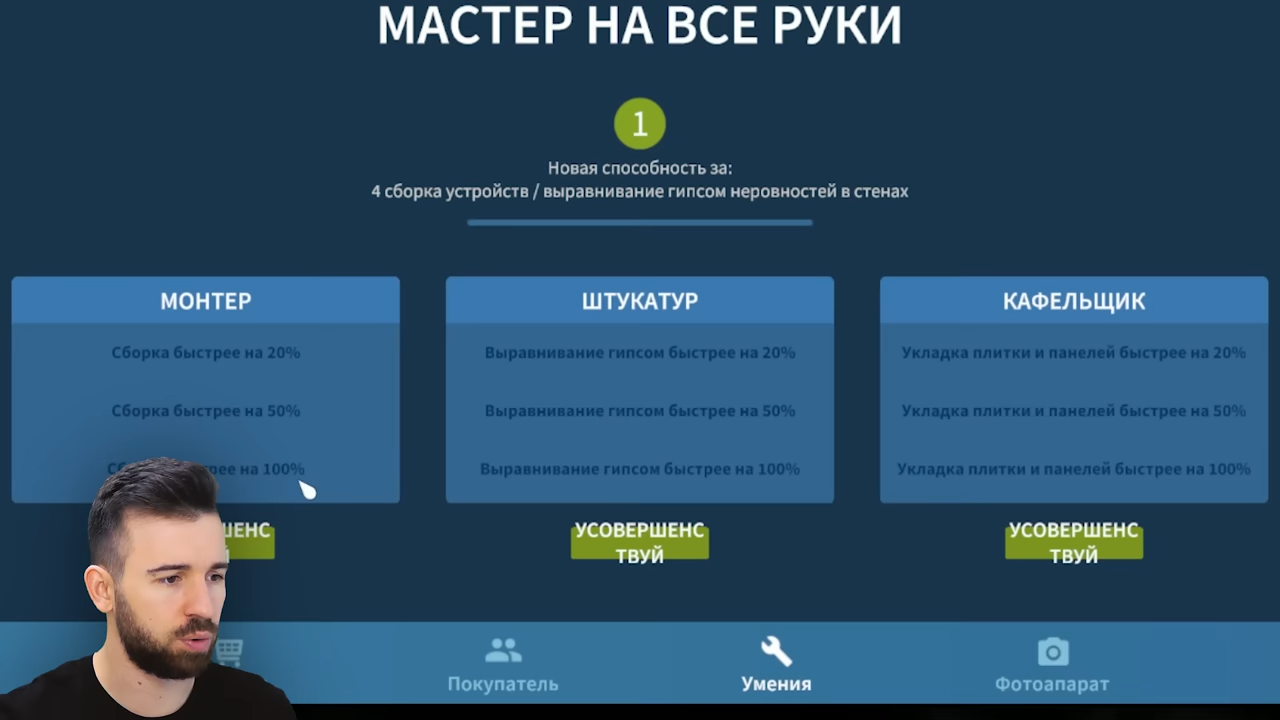 МАСТЕР НА ВСЕ РУКИ
1
Новая способность за:
4 сборка устройств / выравнивание гипсом неровностей в стенах
МОНТЕР
Сборка быстрее на 20%
Сборка быстрее на 50%
на 100%
ШТУКАТУР
Выравнивание гипсом быстрее на 20%
Выравнивание гипсом быстрее на 50%
Выравнивание гипсом быстрее на 100%
УСОВЕРШЕНС
ТВУЙ
КАФЕЛЬЩИК
Укладка плитки и панелей быстрее на 20%
Укладка плитки и панелей быстрее на 50%
Укладка плитки и панелей быстрее на 100%
УСОВЕРШЕНС
ТВУЙ
Покупатель
Умения
Фотоапарат